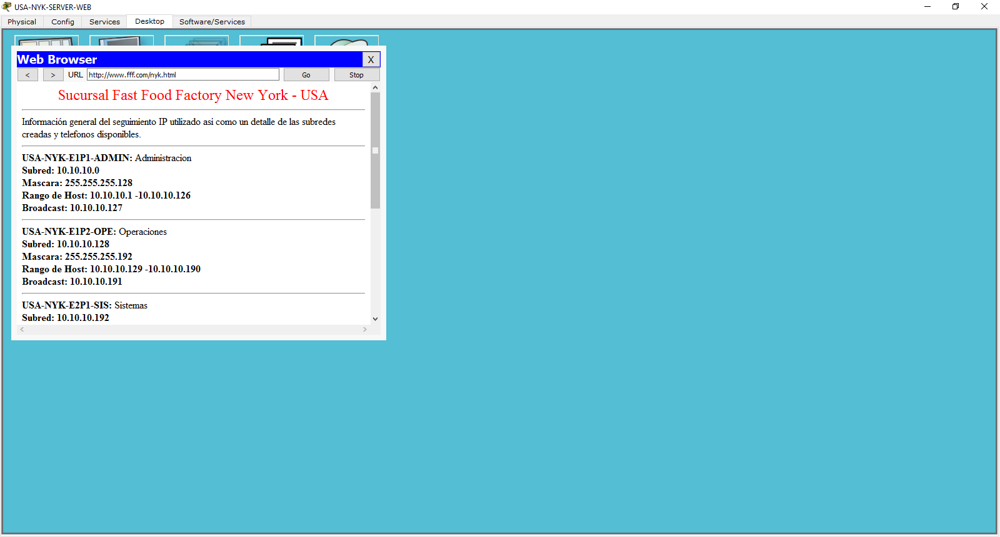 USA-NYK-SERVER-WEB
Physical Config Services Desktop Software/Services
Web Browser X
< > URL http://www.fff.com/nyk.html Go Stop
Sucursal Fast Food Factory New York - USA
Información general del seguimiento IP utilizado asi como un detalle de las subredes
creadas y telefonos disponibles.
USA-NYK-E1P1-ADMIN: Administracion
Subred: 10.10.10.0
Mascara: 255.255.255.128
Rango de Host: 10.10.10.1 -10.10.10.126
Broadcast: 10.10.10.127
USA-NYK-E1P2-OPE: Operaciones
Subred: 10.10.10.128
Mascara: 255.255.255.192
Rango de Host: 10.10.10.129 -10.10.10.190
Broadcast: 10.10.10.191
USA-NYK-E2P1-SIS: Sistemas
Subred: 10.10.10.192